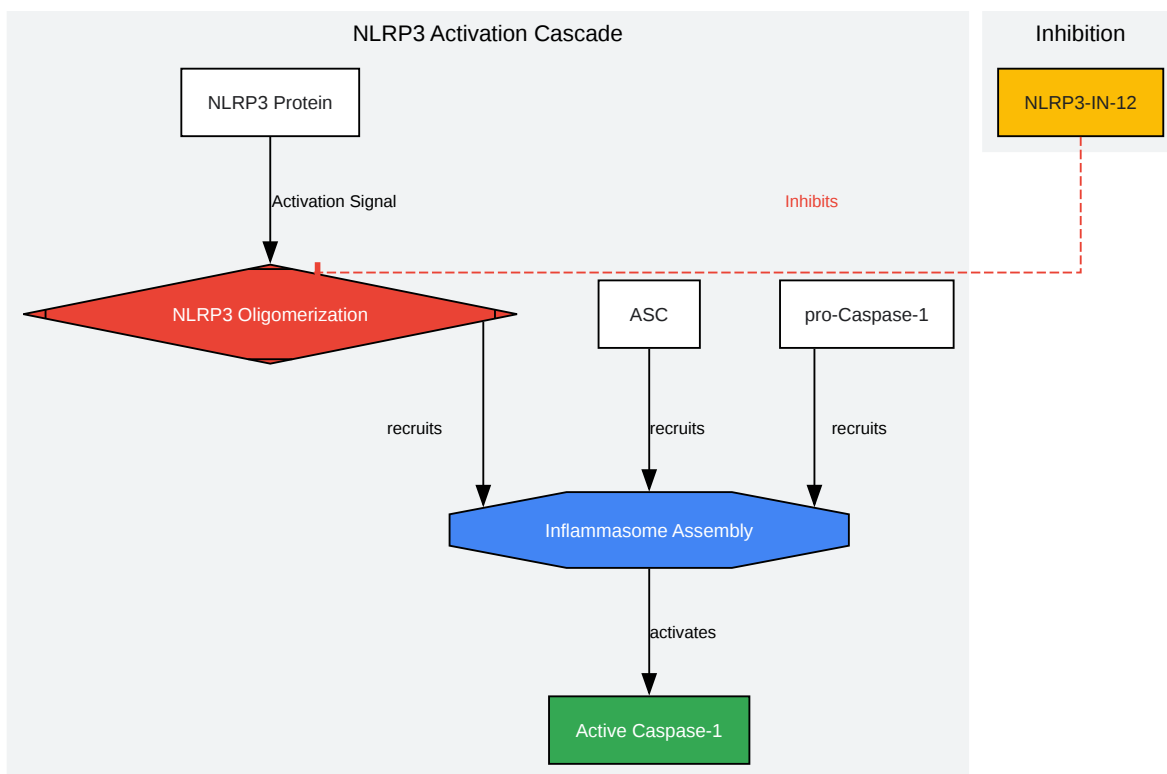 NLRP3 Activation Cascade
Inhibition
NLRP3 Protein
NLRP3-IN-12
Activation Signal
Inhibits
NLRP3 Oligomerization
ASC
pro-Caspase-1
recruits
recruits
recruits
Inflammasome Assembly
activates
Active Caspase-1